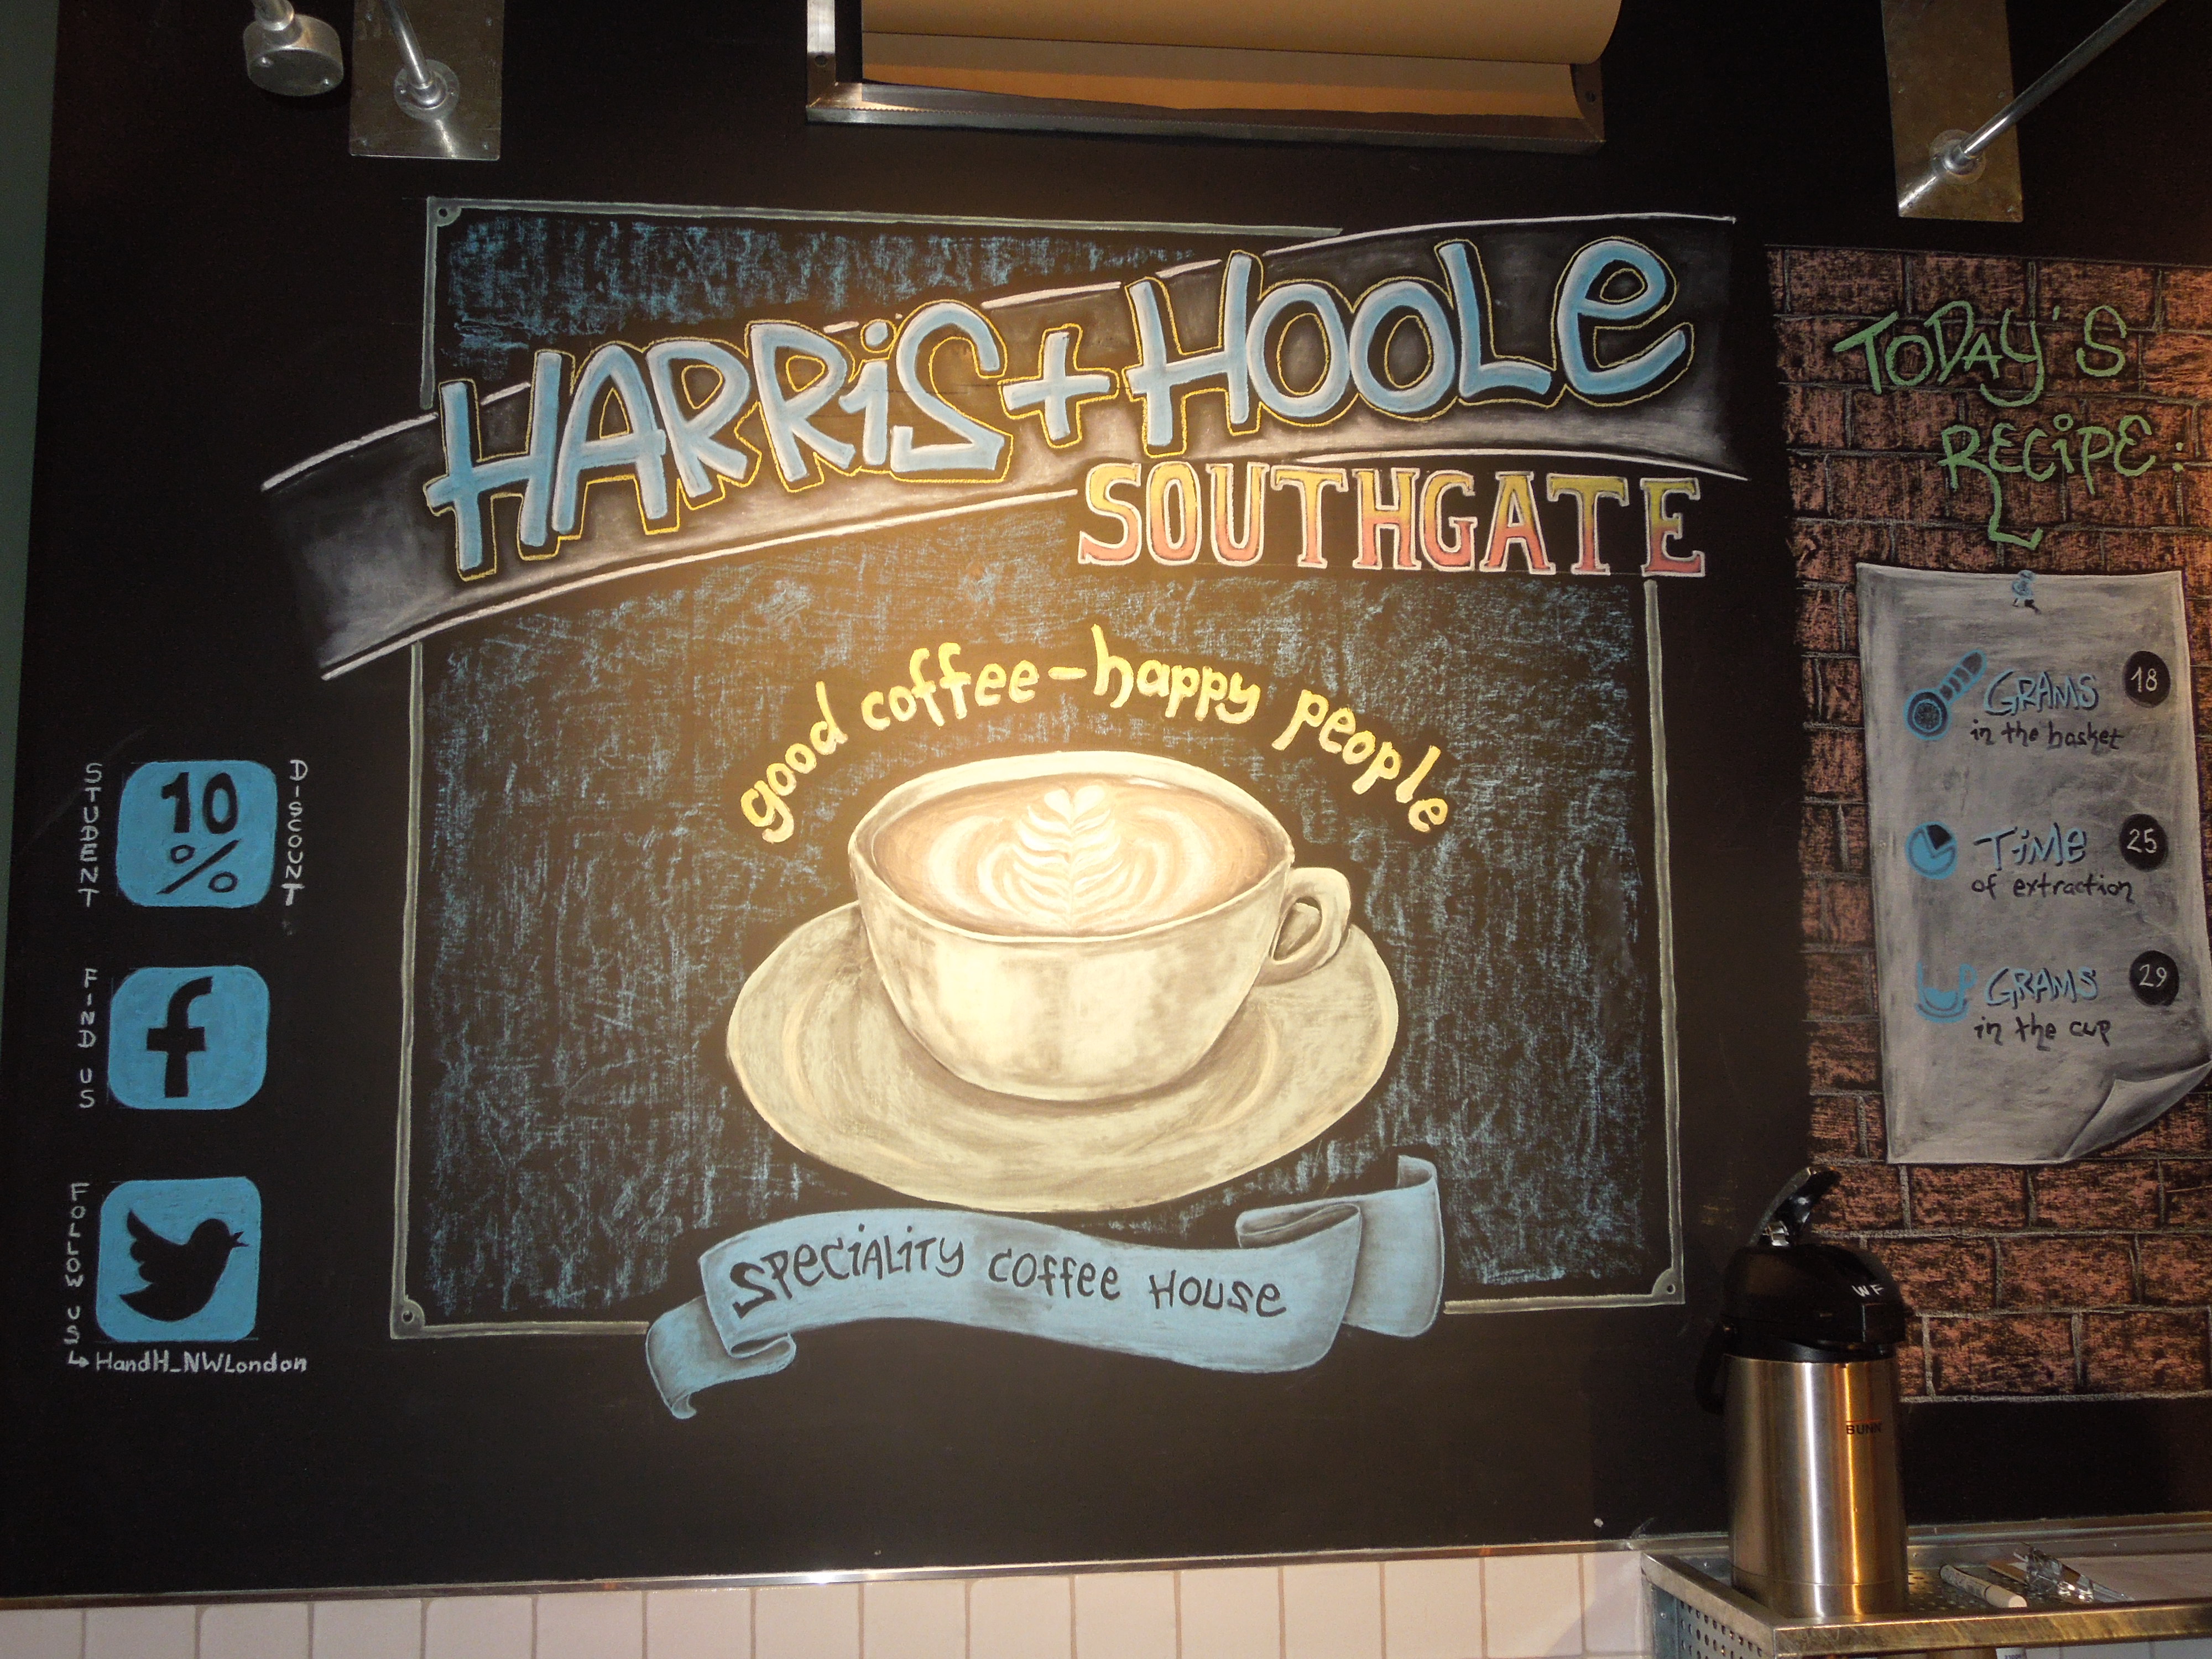 HARRiS + HOOLe
SOUTHGATE
good coffee - happy people
SPeCiALiTY COffee HOUSe
STUDENT
10
%
DISCOUNT
FIND US
f
FOLLOW US
↳ HandH_NWLondon
TODAY'S
RECiPE:
GRAMS 18
in the basket
TiME 25
of extraction
GRAMS 29
in the cup
WF
BUNN